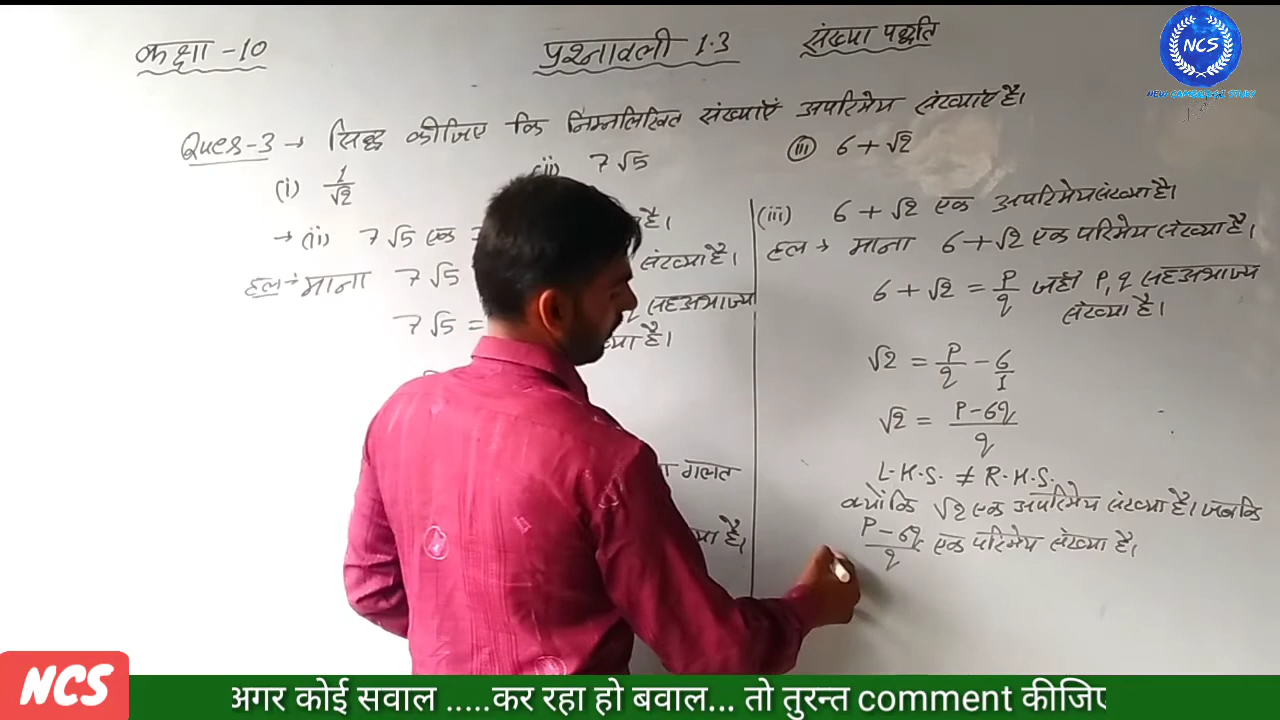 कक्षा -10 प्रश्नावली 1.3 संख्या पद्धति
NCS
Ques-3 → सिद्ध कीजिए कि निम्नलिखित संख्याएं अपरिमेय संख्याएं है।
(i) 1/√2 (ii) 7√5 (iii) 6+√2
→ (ii) 7√5 एक है।
हल:- माना 7√5 संख्या है।
7√5 = सहअभाज्य
है।
गलत
है।
(iii) 6 + √2 एक अपरिमेय संख्या है।
हल → माना 6 + √2 एक परिमेय संख्या है।
6 + √2 = P/q जहाँ P, q सहअभाज्य
संख्या है।
√2 = P/q - 6/1
√2 = P-6q/q
L.H.S. ≠ R.H.S.
क्योंकि √2 एक अपरिमेय संख्या है। जबकि
P-6q/q एक परिमेय संख्या है।
NCS
अगर कोई सवाल .....कर रहा हो बवाल... तो तुरन्त comment कीजिए